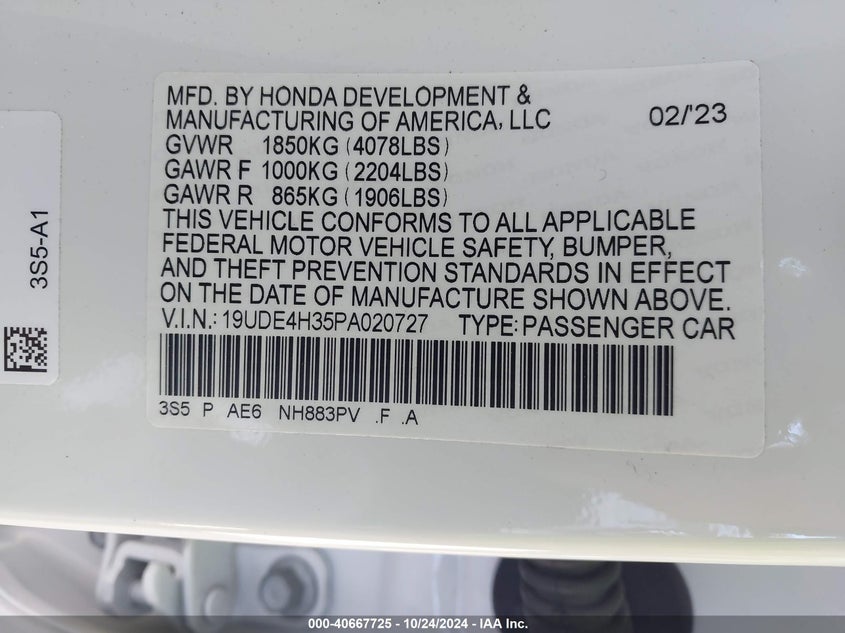 MFD. BY HONDA DEVELOPMENT &
MANUFACTURING OF AMERICA, LLC 02/'23
GVWR 1850KG (4078LBS)
GAWR F 1000KG (2204LBS)
GAWR R 865KG (1906LBS)
THIS VEHICLE CONFORMS TO ALL APPLICABLE
FEDERAL MOTOR VEHICLE SAFETY, BUMPER,
AND THEFT PREVENTION STANDARDS IN EFFECT
ON THE DATE OF MANUFACTURE SHOWN ABOVE.
V.I.N.: 19UDE4H35PA020727 TYPE: PASSENGER CAR
3S5 P AE6 NH883PV .F .A
3S5-A1
000-40667725 - 10/24/2024 - IAA Inc.